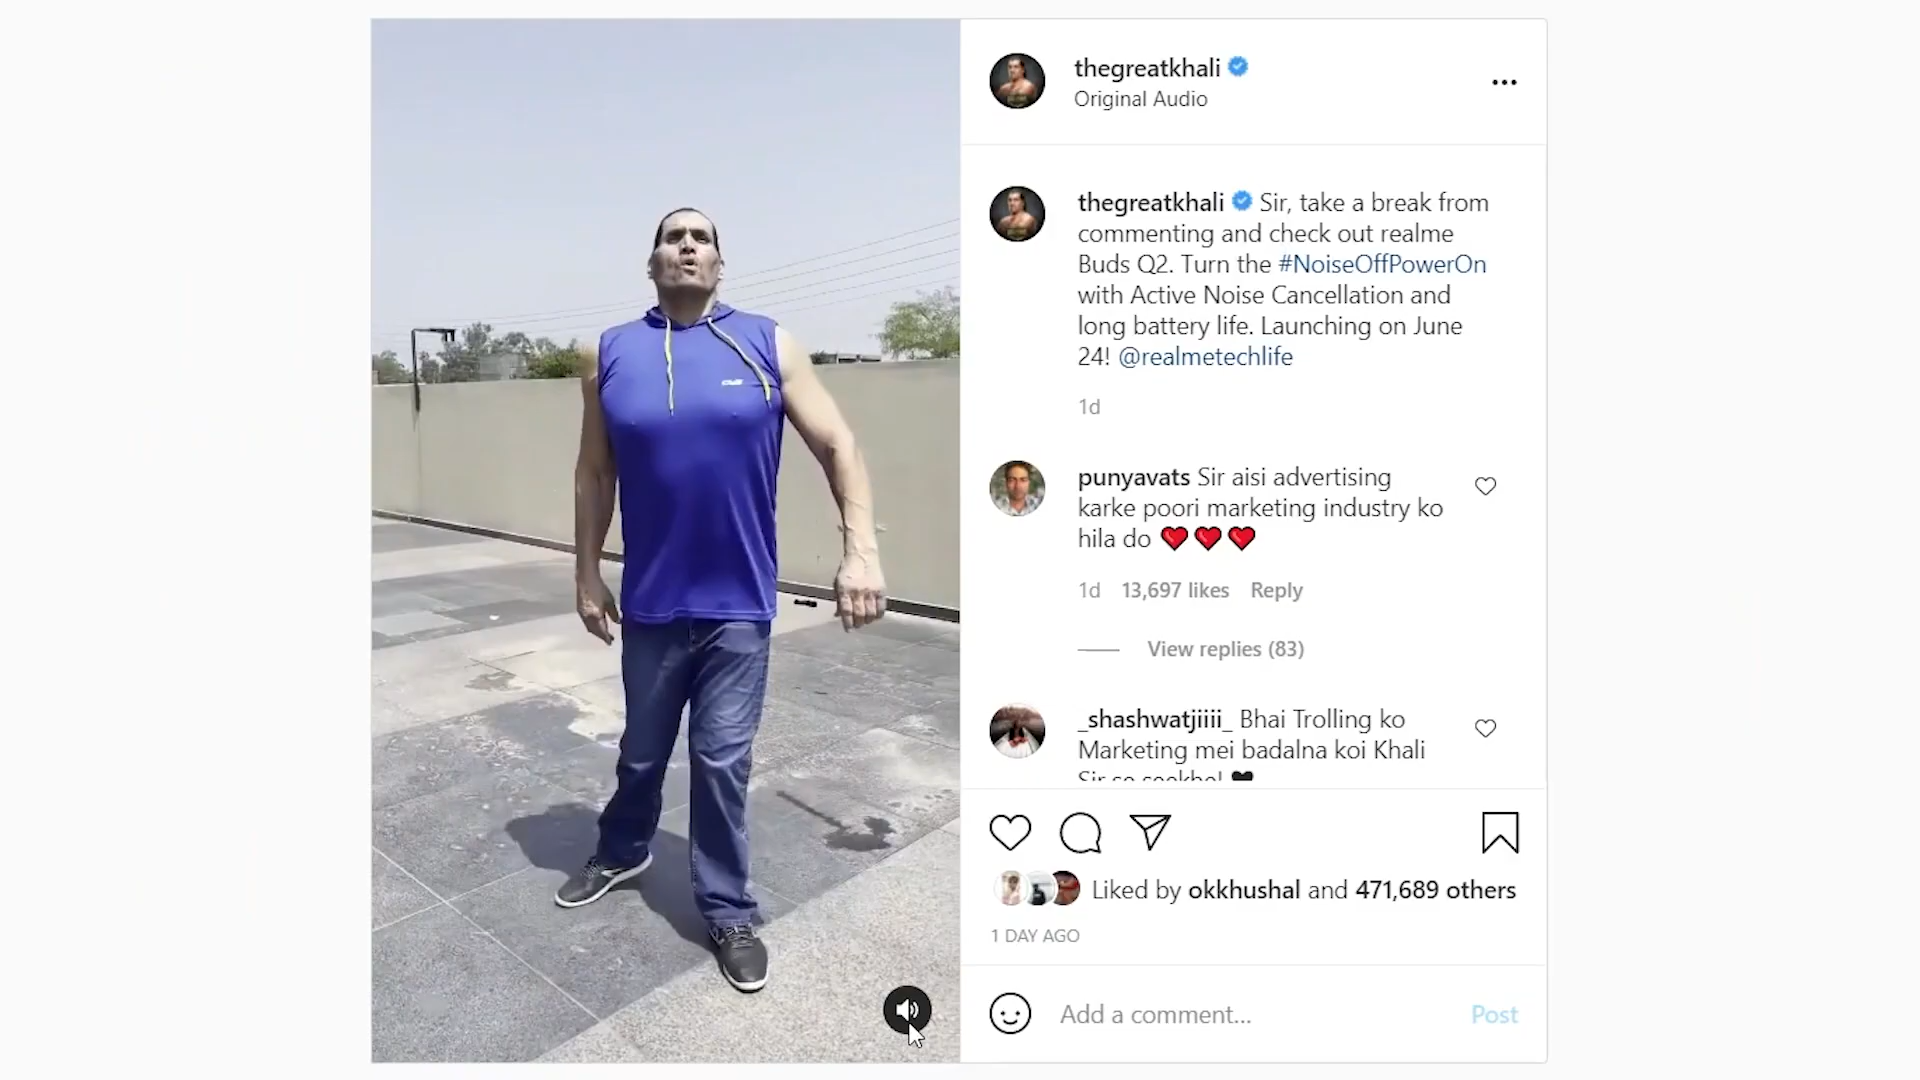 thegreatkhali
Original Audio
thegreatkhali Sir, take a break from
commenting and check out realme
Buds Q2. Turn the #NoiseOffPowerOn
with Active Noise Cancellation and
long battery life. Launching on June
24! @realmetechlife
1d
punyavats Sir aisi advertising
karke poori marketing industry ko
hila do ❤️❤️❤️
1d 13,697 likes Reply
View replies (83)
_shashwatjiiii_ Bhai Trolling ko
Marketing mei badalna koi Khali
Sir se seekhe! 🖤
Liked by okkhushal and 471,689 others
1 DAY AGO
Add a comment...
Post